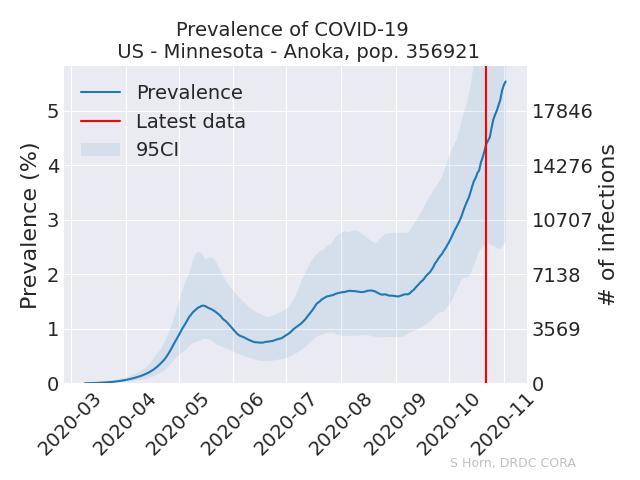 Prevalence of COVID-19
US - Minnesota - Anoka, pop. 356921
Prevalence
Latest data
95CI
Prevalence (%)
5
4
3
2
1
0
17846
14276
10707
7138
3569
0
# of infections
2020-03
2020-04
2020-05
2020-06
2020-07
2020-08
2020-09
2020-10
2020-11
S Horn, DRDC CORA